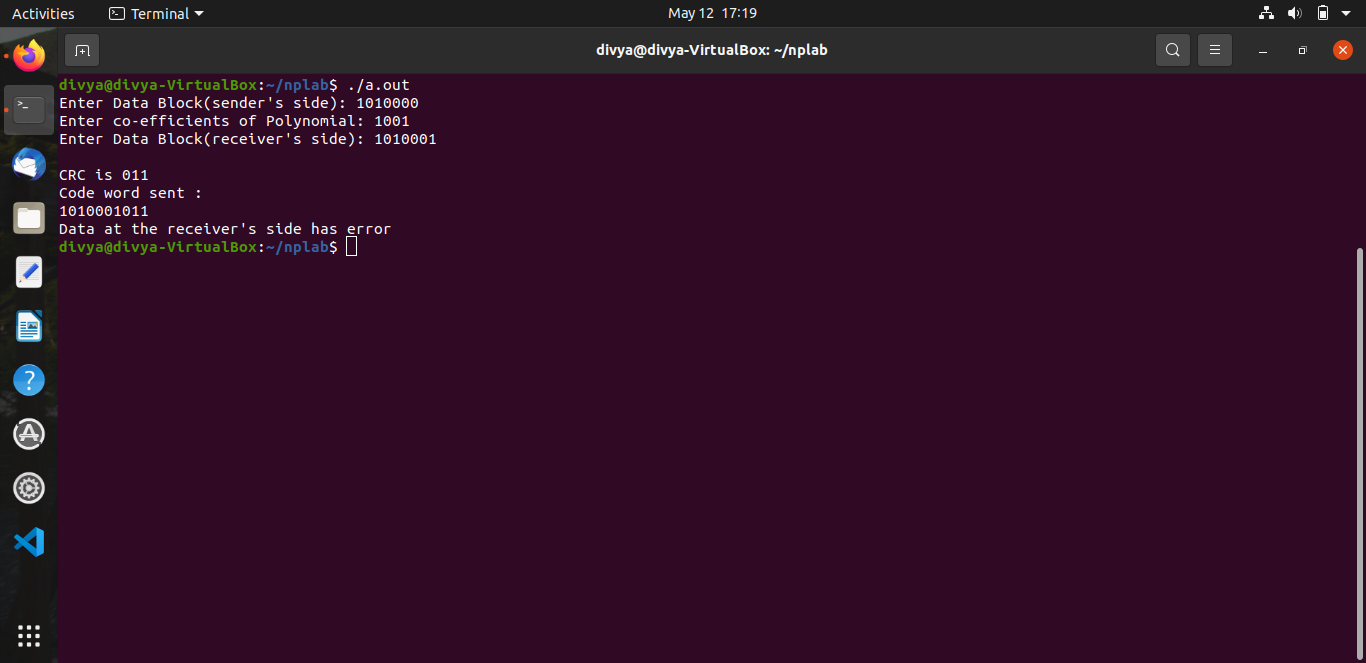 Activities
Terminal
May 12 17:19
divya@divya-VirtualBox: ~/nplab
divya@divya-VirtualBox:~/nplab$ ./a.out
Enter Data Block(sender's side): 1010000
Enter co-efficients of Polynomial: 1001
Enter Data Block(receiver's side): 1010001

CRC is 011
Code word sent :
1010001011
Data at the receiver's side has error
divya@divya-VirtualBox:~/nplab$